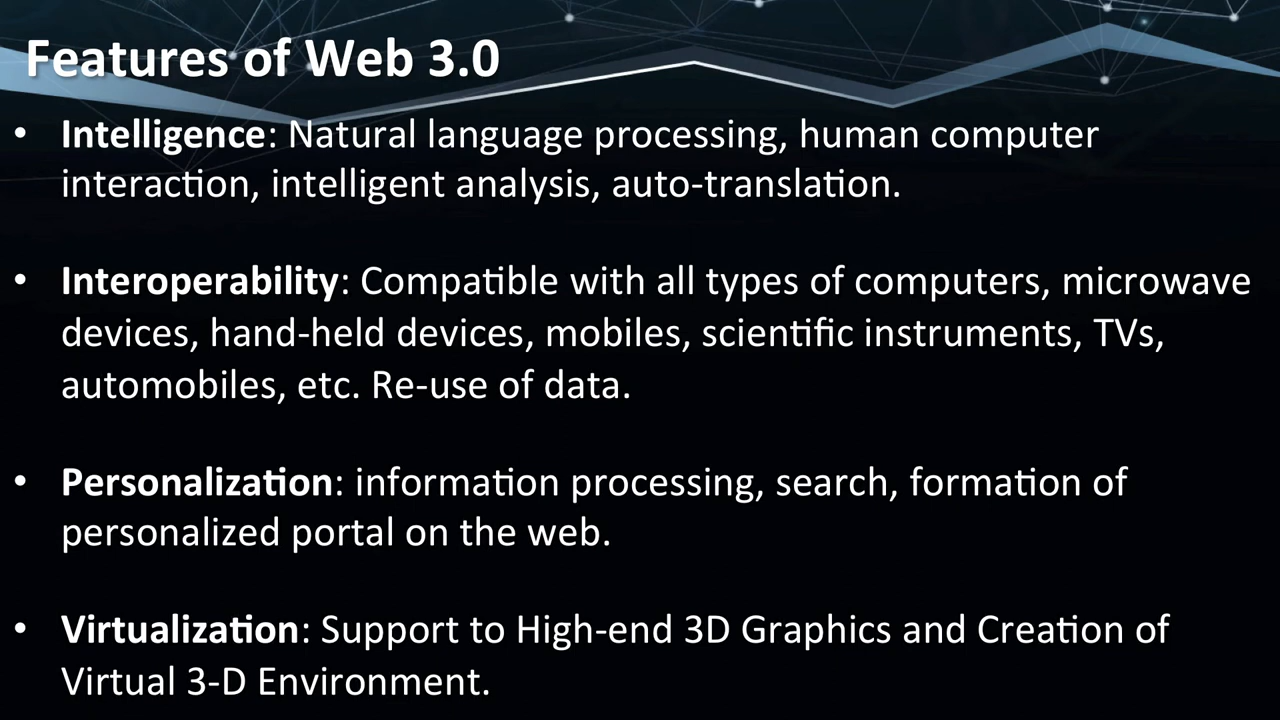 Features of Web 3.0
• Intelligence: Natural language processing, human computer
interaction, intelligent analysis, auto-translation.
• Interoperability: Compatible with all types of computers, microwave
devices, hand-held devices, mobiles, scientific instruments, TVs,
automobiles, etc. Re-use of data.
• Personalization: information processing, search, formation of
personalized portal on the web.
• Virtualization: Support to High-end 3D Graphics and Creation of
Virtual 3-D Environment.